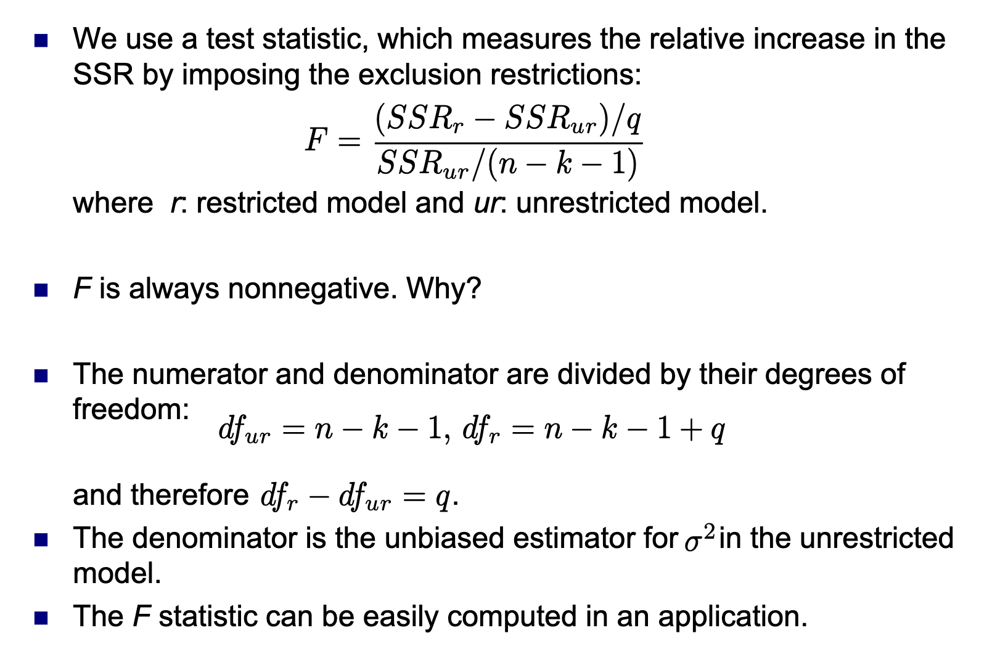 ■ We use a test statistic, which measures the relative increase in the
SSR by imposing the exclusion restrictions:
F = \frac{(SSR_r − SSR_{ur})/q}{SSR_{ur}/(n − k − 1)}
where r: restricted model and ur: unrestricted model.
■ F is always nonnegative. Why?
■ The numerator and denominator are divided by their degrees of
freedom:
df_{ur} = n − k − 1, df_r = n − k − 1 + q
and therefore df_r − df_{ur} = q.
■ The denominator is the unbiased estimator for σ² in the unrestricted
model.
■ The F statistic can be easily computed in an application.